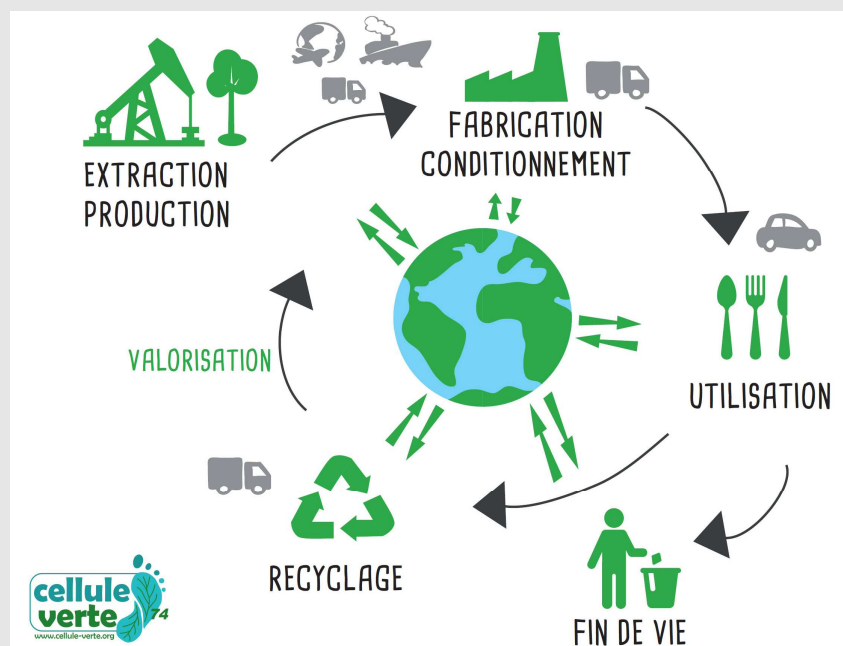 EXTRACTION
PRODUCTION
FABRICATION
CONDITIONNEMENT
UTILISATION
VALORISATION
RECYCLAGE
FIN DE VIE
cellule
verte
74
www.cellule-verte.org